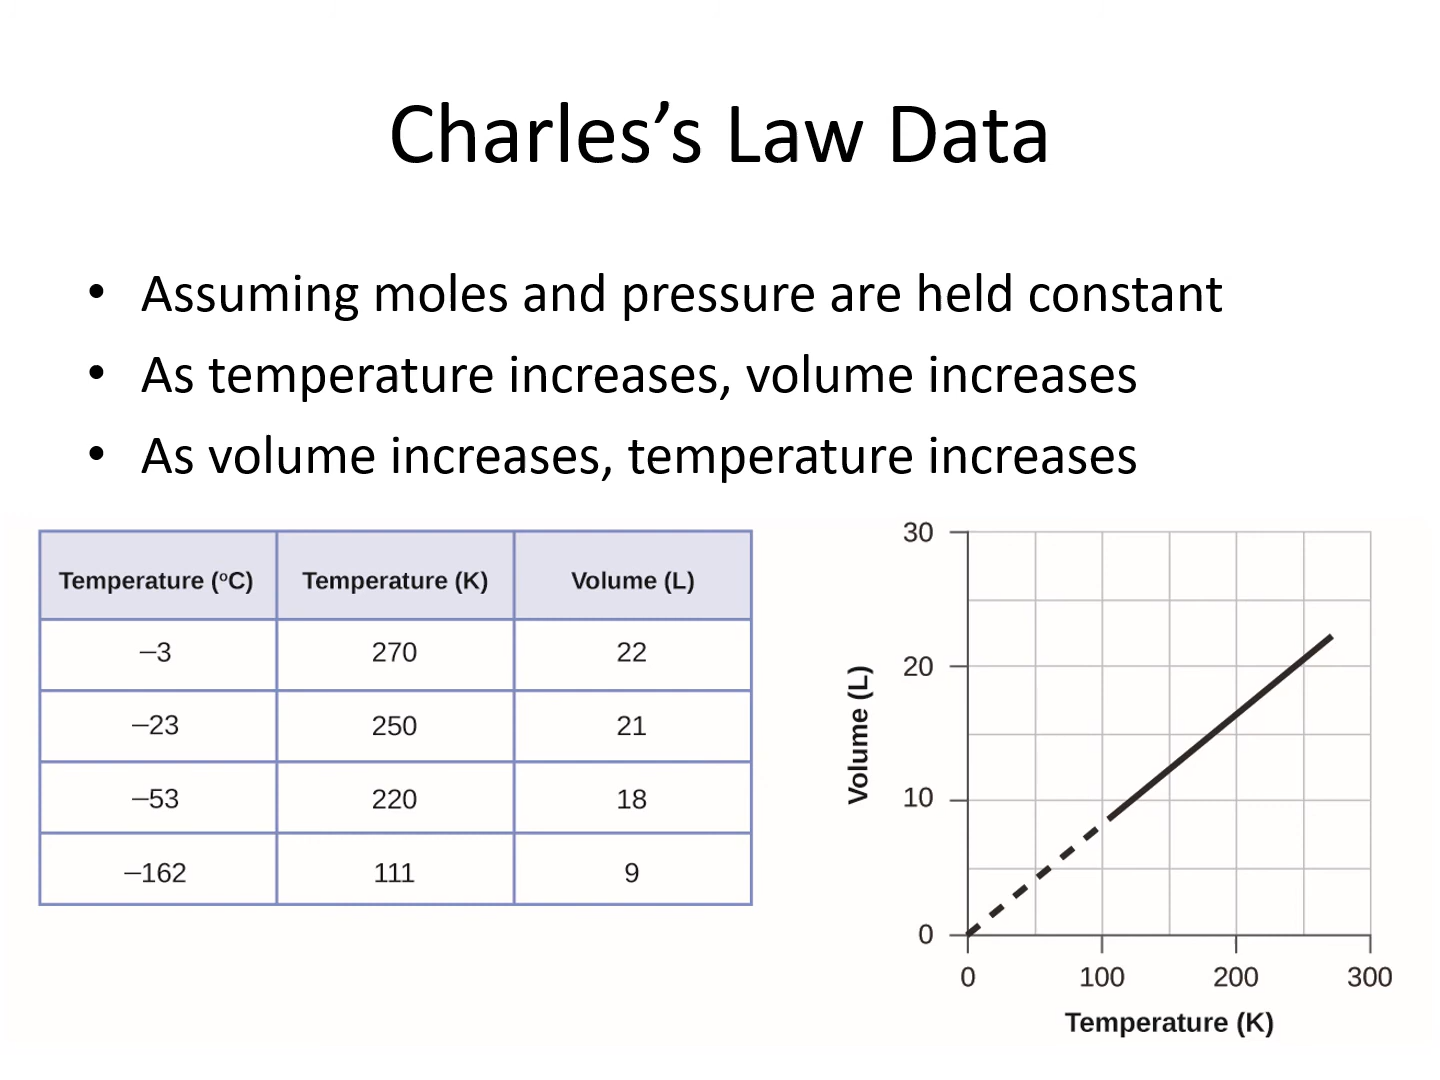 Charles’s Law Data
• Assuming moles and pressure are held constant
• As temperature increases, volume increases
• As volume increases, temperature increases
Temperature (°C) Temperature (K) Volume (L)
–3 270 22
–23 250 21
–53 220 18
–162 111 9
30
20
10
0
Volume (L)
0 100 200 300
Temperature (K)